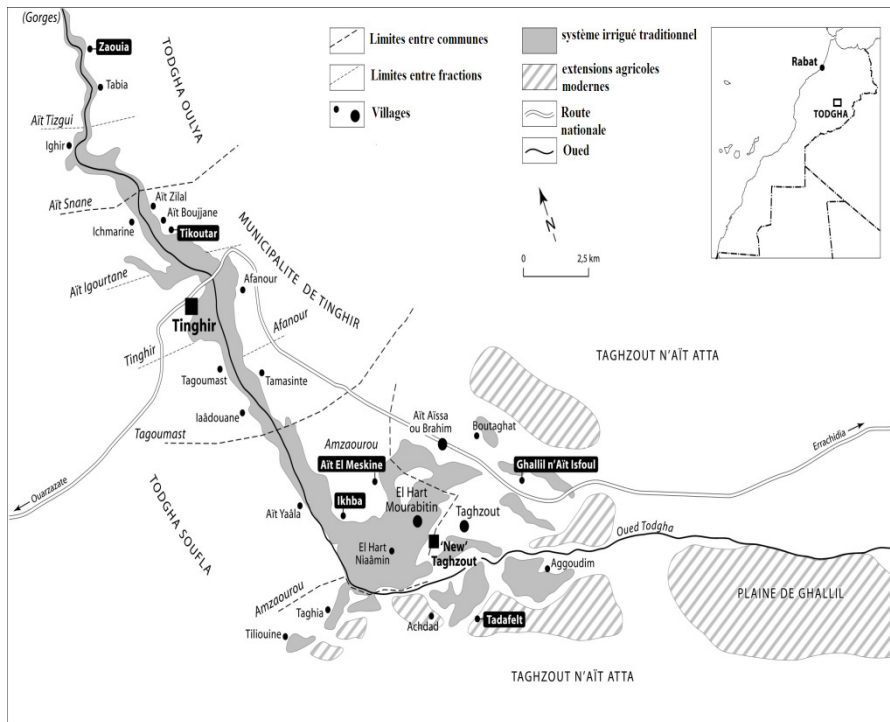 (Gorges)
Zaouia
Tabia
TODGHA OULYA
Aït Tizgui
Ighir
Aït Snane
Aït Zilal
Aït Boujjane
Ichmarine
Tikoutar
MUNICIPALITE DE TINGHIR
Aït Igourtane
Afanour
Tinghir
Afanour
Tinghir
Tagoumast
Tamasinte
Iaâdouane
Tagoumast
Limites entre communes
Limites entre fractions
Villages
système irrigué traditionnel
extensions agricoles
modernes
Route
nationale
Oued
N
0
2,5 km
Rabat
TODGHA
TAGHZOUT N'AÏT ATTA
Aït Aïssa
ou Brahim
Boutaghat
Amzaourou
Aït El Meskine
Ghallil n'Aït Isfoul
Errachidia
Ouarzazate
TODGHA SOUFLA
Ikhba
El Hart
Mourabitin
Taghzout
Aït Yaâla
'New'
Taghzout
Oued Todgha
El Hart
Niaâmin
Aggoudim
PLAINE DE GHALLIL
Amzaourou
Taghia
Achdad
Tadafelt
Tiliouine
TAGHZOUT N'AÏT ATTA